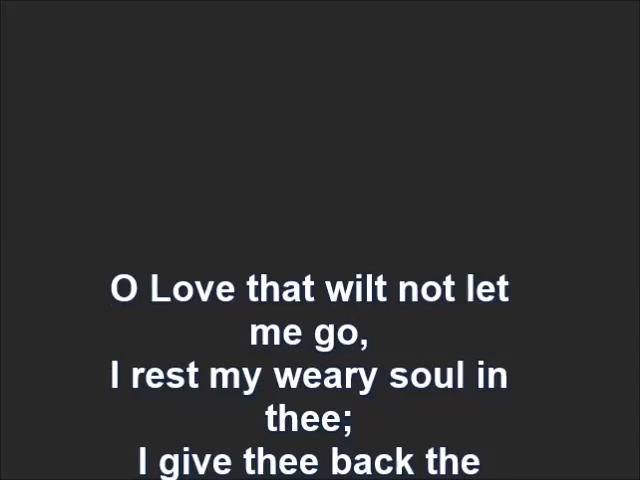 O Love that wilt not let
me go,
I rest my weary soul in
thee;
I give thee back the